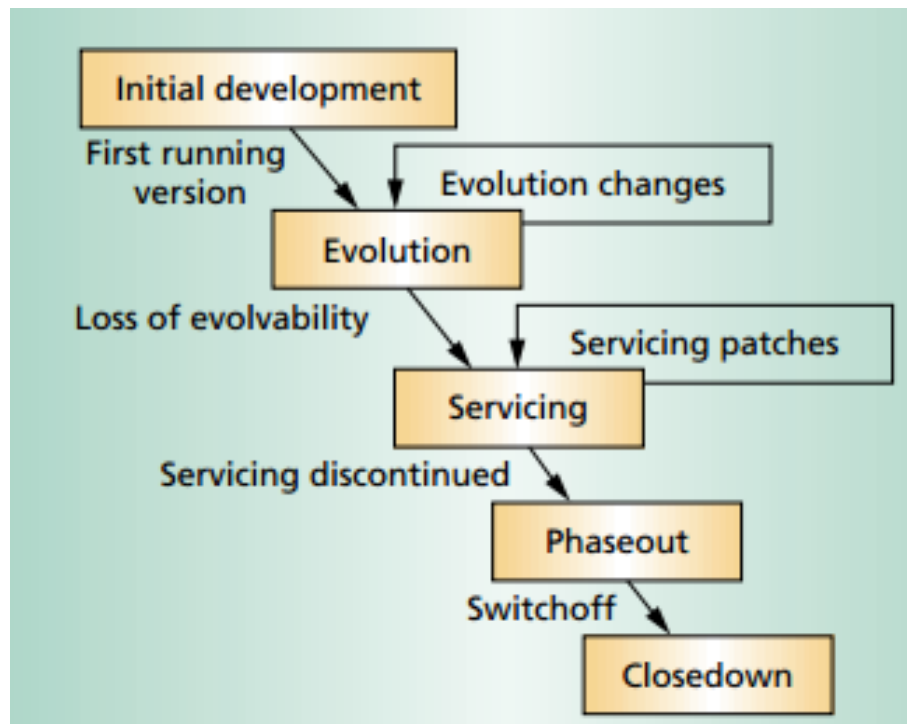 Initial development
First running
version
Evolution changes
Evolution
Loss of evolvability
Servicing patches
Servicing
Servicing discontinued
Phaseout
Switchoff
Closedown